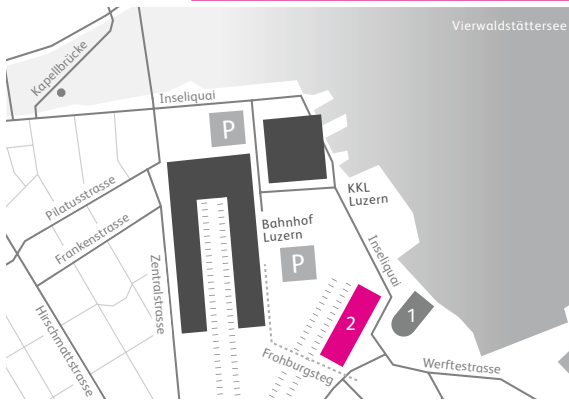 Vierwaldstättersee
Kapellbrücke
Inseliquai
P
Pilatusstrasse
KKL
Luzern
Frankenstrasse
Bahnhof
Luzern
Inseliquai
P
Zentralstrasse
1
2
Hirschmattstrasse
Frohburgsteg
Werftestrasse